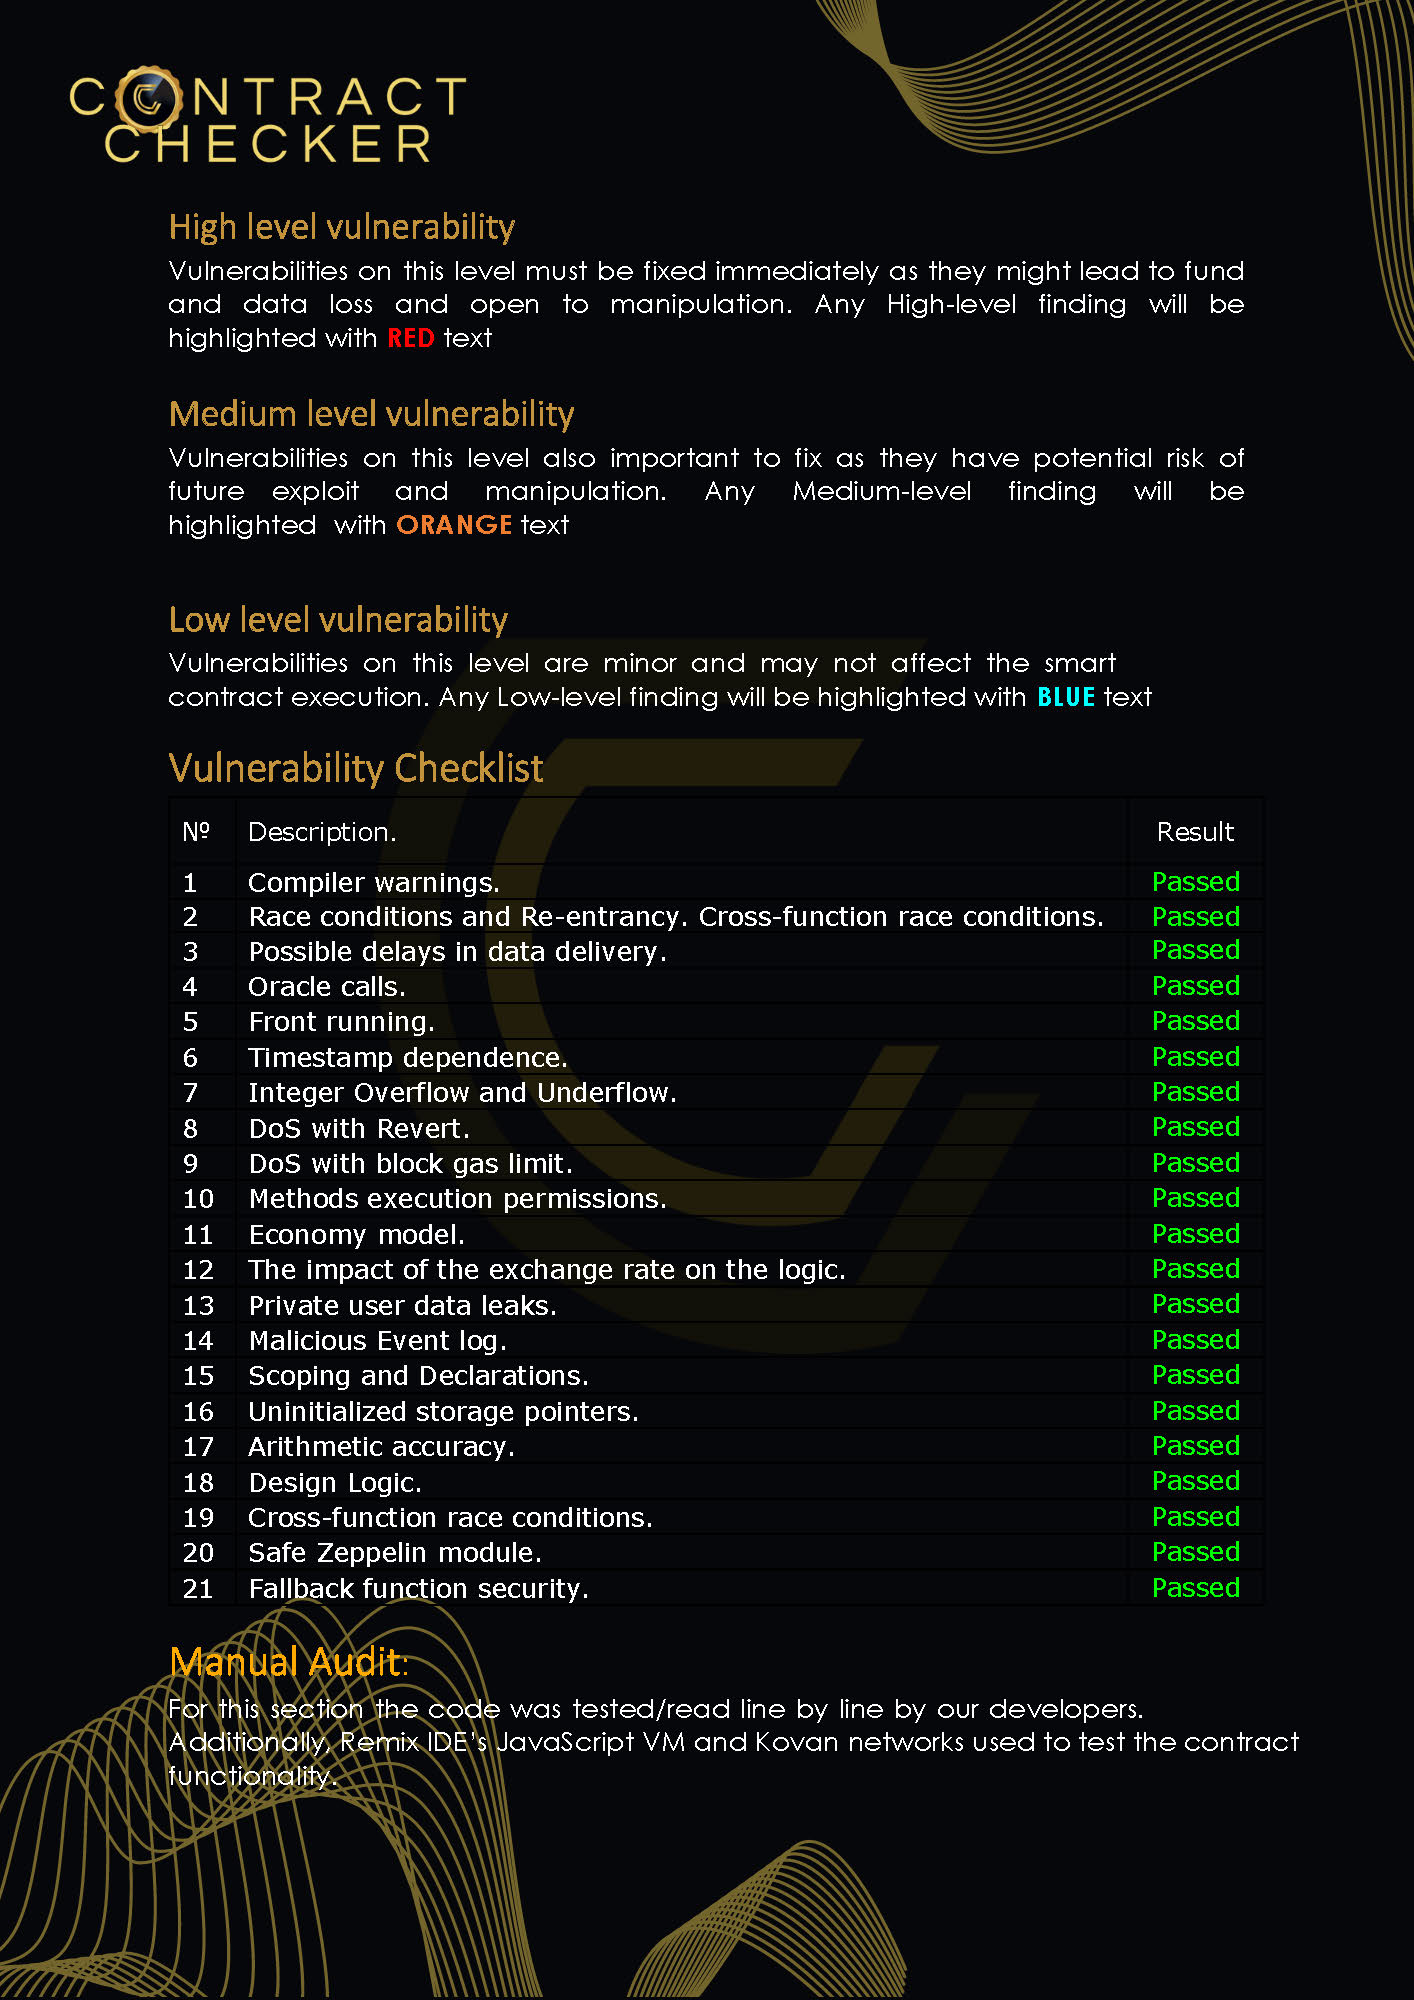 CONTRACT
CHECKER
High level vulnerability
Vulnerabilities on this level must be fixed immediately as they might lead to fund
and data loss and open to manipulation. Any High-level finding will be
highlighted with RED text
Medium level vulnerability
Vulnerabilities on this level also important to fix as they have potential risk of
future exploit and manipulation. Any Medium-level finding will be
highlighted with ORANGE text
Low level vulnerability
Vulnerabilities on this level are minor and may not affect the smart
contract execution. Any Low-level finding will be highlighted with BLUE text
Vulnerability Checklist
Nº Description. Result
1 Compiler warnings. Passed
2 Race conditions and Re-entrancy. Cross-function race conditions. Passed
3 Possible delays in data delivery. Passed
4 Oracle calls. Passed
5 Front running. Passed
6 Timestamp dependence. Passed
7 Integer Overflow and Underflow. Passed
8 DoS with Revert. Passed
9 DoS with block gas limit. Passed
10 Methods execution permissions. Passed
11 Economy model. Passed
12 The impact of the exchange rate on the logic. Passed
13 Private user data leaks. Passed
14 Malicious Event log. Passed
15 Scoping and Declarations. Passed
16 Uninitialized storage pointers. Passed
17 Arithmetic accuracy. Passed
18 Design Logic. Passed
19 Cross-function race conditions. Passed
20 Safe Zeppelin module. Passed
21 Fallback function security. Passed
Manual Audit:
For this section the code was tested/read line by line by our developers.
Additionally, Remix IDE’s JavaScript VM and Kovan networks used to test the contract
functionality.